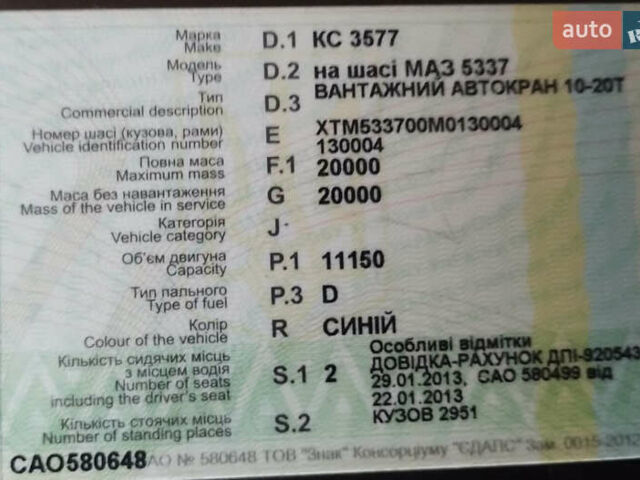 auto
Марка D.1 КС 3577
Make
Модель D.2 на шасі МАЗ 5337
Type
Тип D.3 ВАНТАЖНИЙ АВТОКРАН 10-20Т
Commercial description
Номер шасі (кузова, рами) E XTM533700M0130004
Vehicle identification number 130004
Повна маса F.1 20000
Maximum mass
Маса без навантаження G 20000
Mass of the vehicle in service
Категорія J
Vehicle category
Об'єм двигуна P.1 11150
Capacity
Тип пального P.3 D
Type of fuel
Колір R СИНІЙ
Colour of the vehicle
Кількість сидячих місць S.1 2
з місцем водія
Number of seats
including the driver's seat
Особливі відмітки
ДОВІДКА-РАХУНОК ДПІ-920543
29.01.2013, САО 580499 від
22.01.2013
КУЗОВ 2951
Кількість стоячих місць S.2
Number of standing places
САО580648
АО № 580648 ТОВ "Знак" Консорціуму "ЄДАПС" Зам. 0015-2012